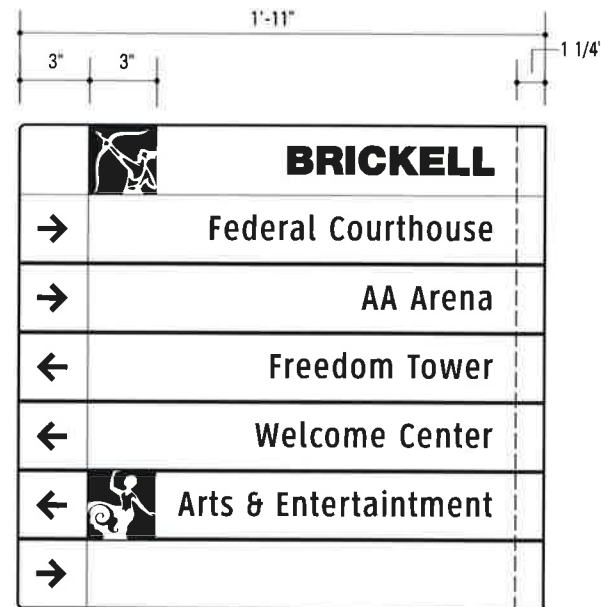 1'-11"
3" 3" 1 1/4'
BRICKELL
→ Federal Courthouse
→ AA Arena
← Freedom Tower
← Welcome Center
← Arts & Entertaintment
→